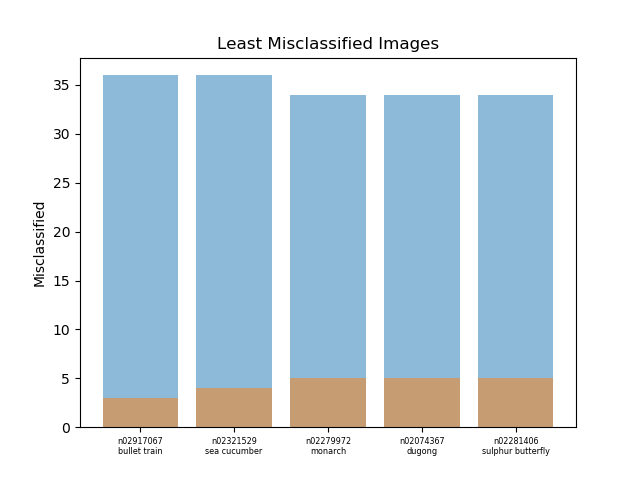 Least Misclassified Images
Misclassified
35
30
25
20
15
10
5
0
n02917067
bullet train
n02321529
sea cucumber
n02279972
monarch
n02074367
dugong
n02281406
sulphur butterfly